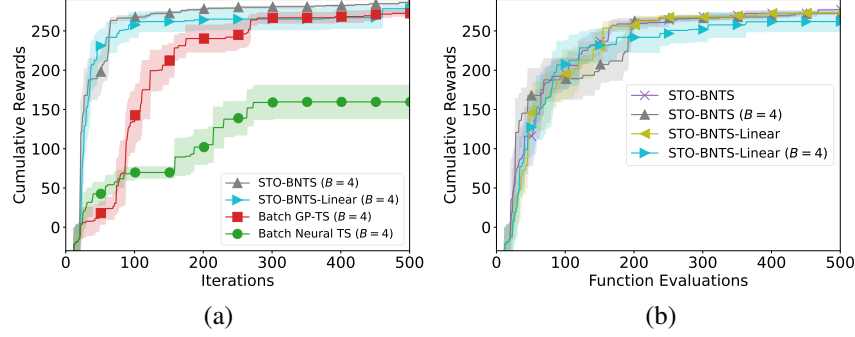 Cumulative Rewards
250
200
150
100
50
0
0 100 200 300 400 500
Iterations
STO-BNTS (B = 4)
STO-BNTS-Linear (B = 4)
Batch GP-TS (B = 4)
Batch Neural TS (B = 4)
(a)
Cumulative Rewards
250
200
150
100
50
0
0 100 200 300 400 500
Function Evaluations
STO-BNTS
STO-BNTS (B = 4)
STO-BNTS-Linear
STO-BNTS-Linear (B = 4)
(b)